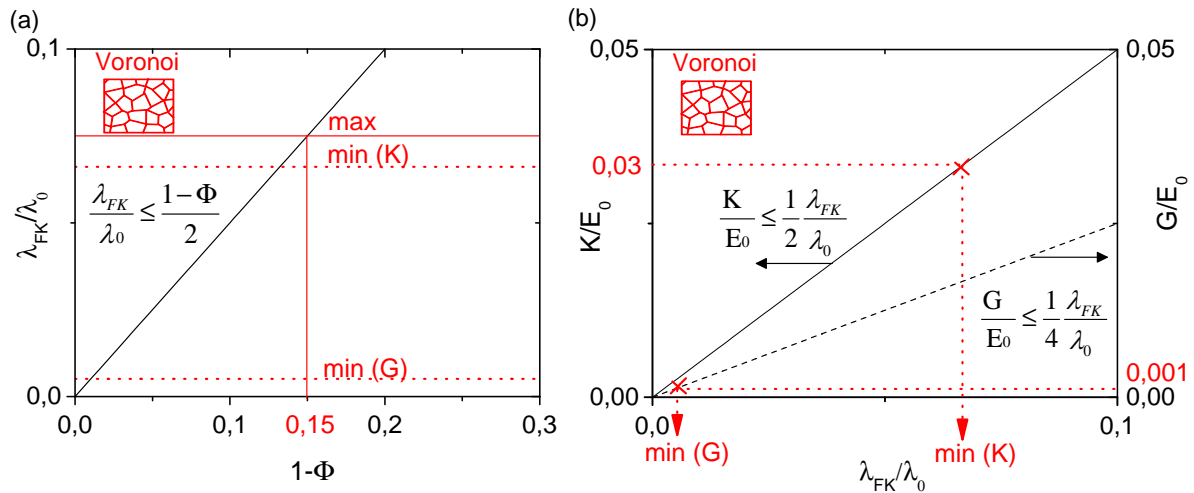 (a)
0,1
Voronoi
max
min (K)
λFK/λ0 ≤ (1−Φ)/2
min (G)
λFK/λ0
0,0
0,0
0,1
0,15
0,2
0,3
1-Φ
(b)
0,05
Voronoi
0,03
K/E0 ≤ 1/2 λFK/λ0
G/E0 ≤ 1/4 λFK/λ0
K/E0
0,00
0,05
G/E0
0,001
0,00
0,0
0,1
min (G)
min (K)
λFK/λ0